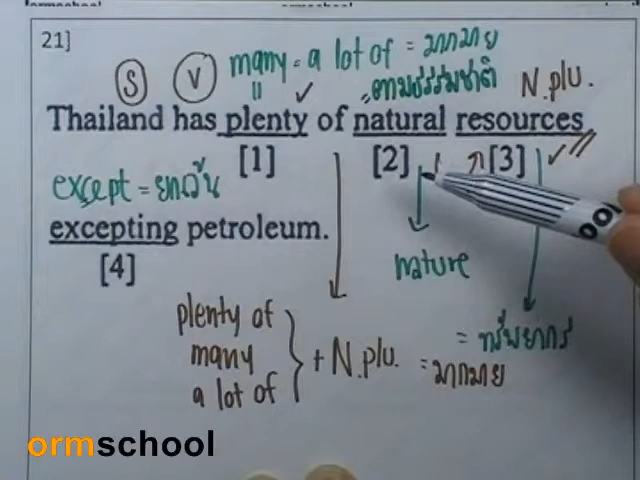 ormschool
ormschool
21]
many = a lot of = มากมาย
S V = ตามธรรมชาติ N.plu.
Thailand has plenty of natural resources
[1] [2] [3]
except = ยกเว้น
excepting petroleum.
[4]
nature
= ทรัพยากร
plenty of
many + N.plu. = มากมาย
a lot of
ormschool